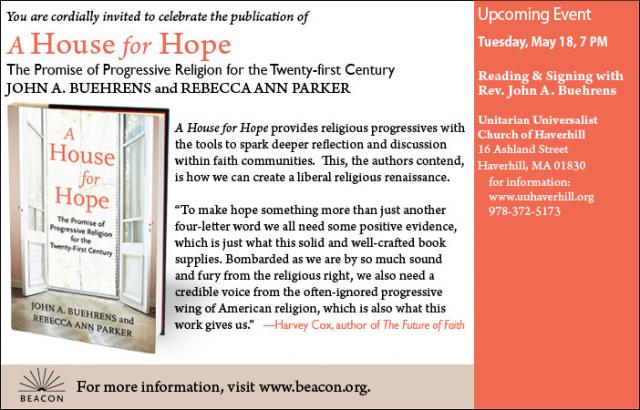 You are cordially invited to celebrate the publication of
A House for Hope
The Promise of Progressive Religion for the Twenty-first Century
JOHN A. BUEHRENS and REBECCA ANN PARKER
A
House
for
Hope
The Promise of
Progressive Religion
for the
Twenty-First Century
JOHN A. BUEHRENS and
REBECCA ANN PARKER
A House for Hope provides religious progressives with
the tools to spark deeper reflection and discussion
within faith communities. This, the authors contend,
is how we can create a liberal religious renaissance.
“To make hope something more than just another
four-letter word we all need some positive evidence,
which is just what this solid and well-crafted book
supplies. Bombarded as we are by so much sound
and fury from the religious right, we also need a
credible voice from the often-ignored progressive
wing of American religion, which is also what this
work gives us.” —Harvey Cox, author of The Future of Faith
BEACON
For more information, visit www.beacon.org.
Upcoming Event
Tuesday, May 18, 7 PM
Reading & Signing with
Rev. John A. Buehrens
Unitarian Universalist
Church of Haverhill
16 Ashland Street
Haverhill, MA 01830
for information:
www.uuhaverhill.org
978-372-5173